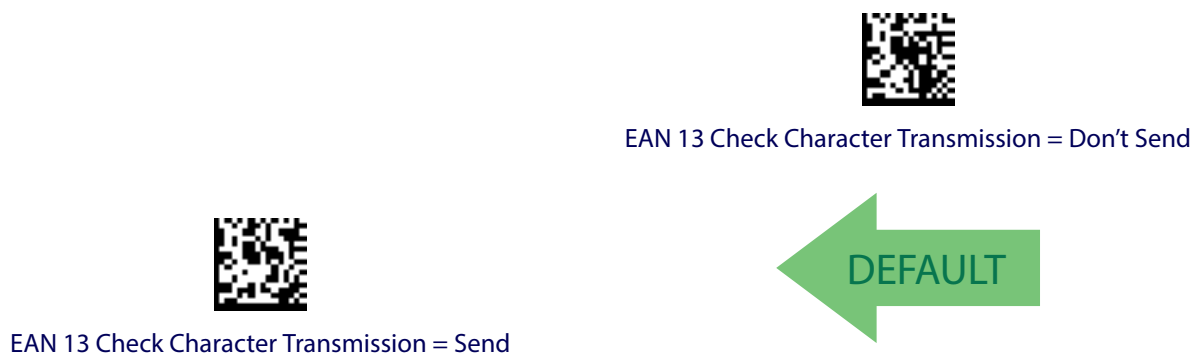 EAN 13 Check Character Transmission = Don’t Send
DEFAULT
EAN 13 Check Character Transmission = Send